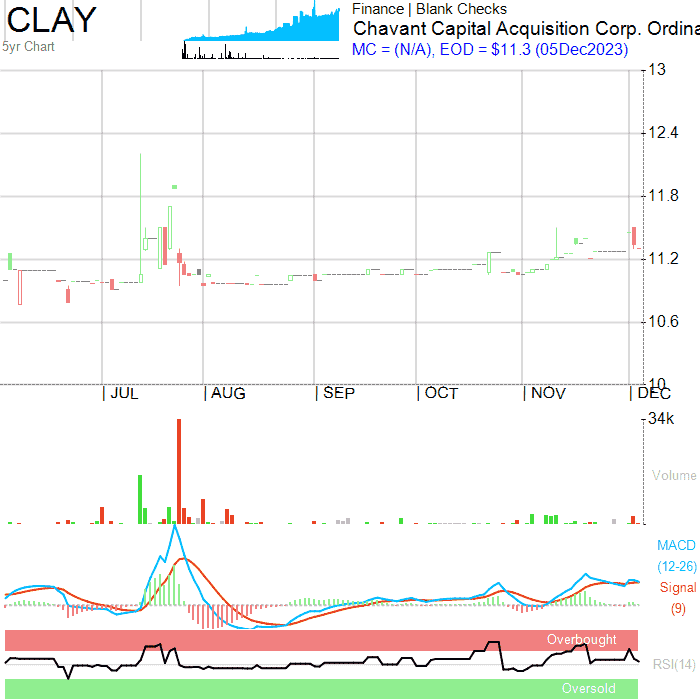 CLAY
5yr Chart
Finance | Blank Checks
Chavant Capital Acquisition Corp. Ordina
MC = (N/A), EOD = $11.3 (05Dec2023)
13
12.4
11.8
11.2
10.6
10
| JUL | AUG | SEP | OCT | NOV | DEC
34k
Volume
MACD
(12-26)
Signal
(9)
Overbought
RSI(14)
Oversold